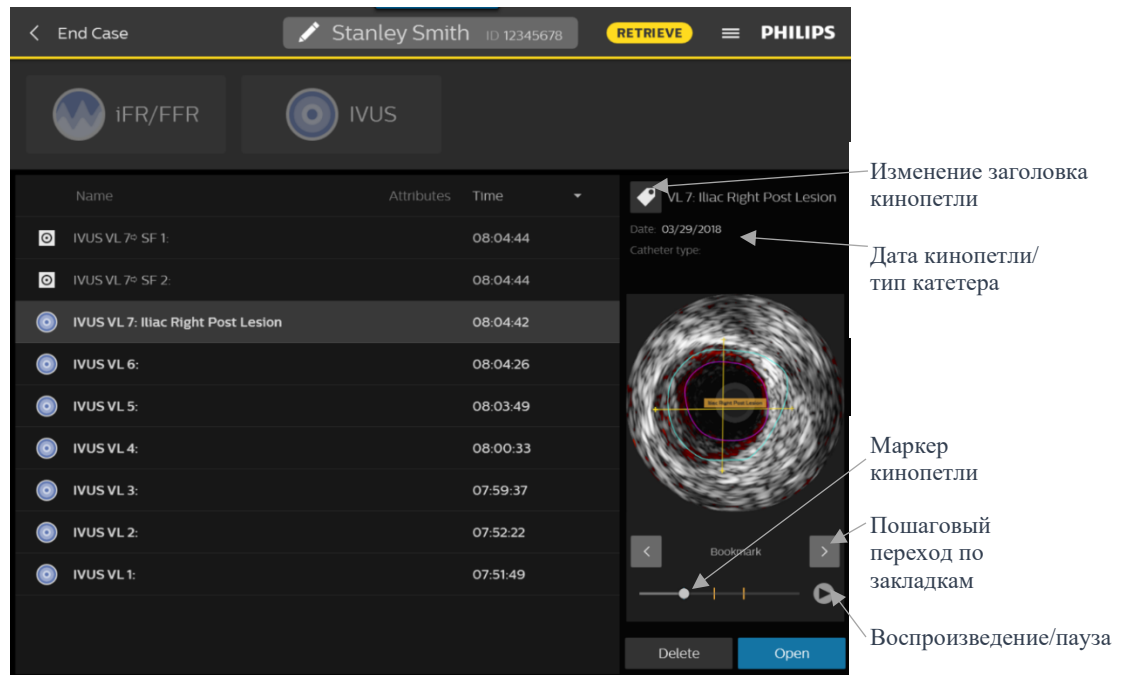 End Case
Stanley Smith ID 12345678
RETRIEVE
PHILIPS
iFR/FFR
IVUS
Name Attributes Time
IVUS VL 7 SF 1: 08:04:44
IVUS VL 7 SF 2: 08:04:44
IVUS VL 7: Iliac Right Post Lesion 08:04:42
IVUS VL 6: 08:04:26
IVUS VL 5: 08:03:49
IVUS VL 4: 08:00:33
IVUS VL 3: 07:59:37
IVUS VL 2: 07:52:22
IVUS VL 1: 07:51:49
VL 7: Iliac Right Post Lesion
Date: 03/29/2018
Catheter type:
Iliac Right Post Lesion
Bookmark
Delete
Open
Изменение заголовка
кинопетли
Дата кинопетли/
тип катетера
Маркер
кинопетли
Пошаговый
переход по
закладкам
Воспроизведение/пауза